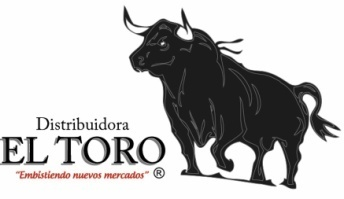 Distribuidora
EL TORO
"Embistiendo nuevos mercados" ®